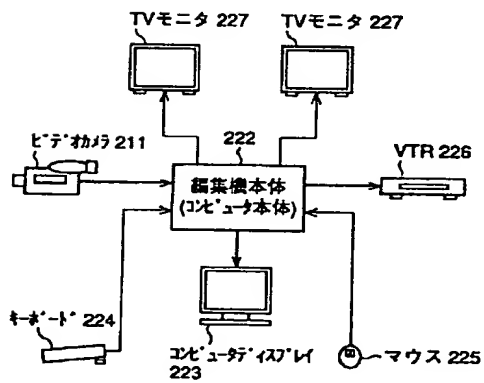 TVモニタ 227
TVモニタ 227
ﾋﾞﾃﾞｵｶﾒﾗ 211
222
VTR 226
編集機本体
(ｺﾝﾋﾟｭｰﾀ本体)
ｷｰﾎﾞｰﾄﾞ 224
ｺﾝﾋﾟｭｰﾀﾃﾞｨｽﾌﾟﾚｲ
223
マウス 225